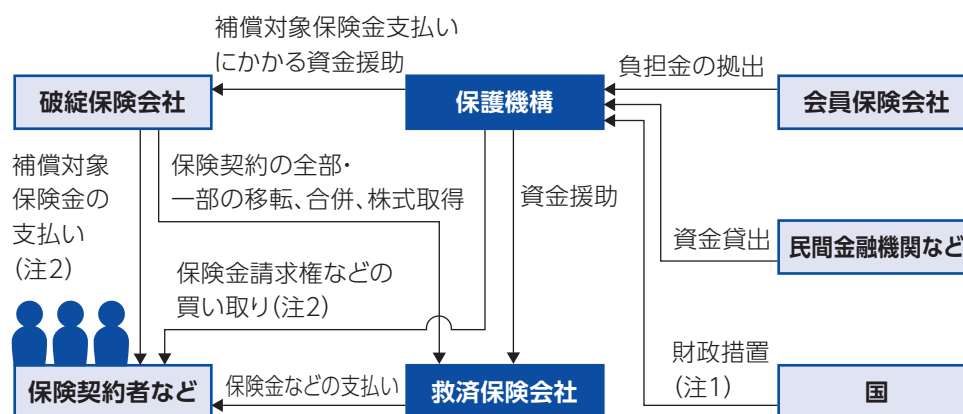 補償対象保険金支払い
にかかる資金援助
負担金の拠出
破綻保険会社
保護機構
会員保険会社
補償対象
保険金の
支払い
(注2)
保険契約の全部・
一部の移転、合併、株式取得
資金援助
資金貸出
民間金融機関など
保険金請求権などの
買い取り(注2)
財政措置
(注1)
保険契約者など
保険金などの支払い
救済保険会社
国